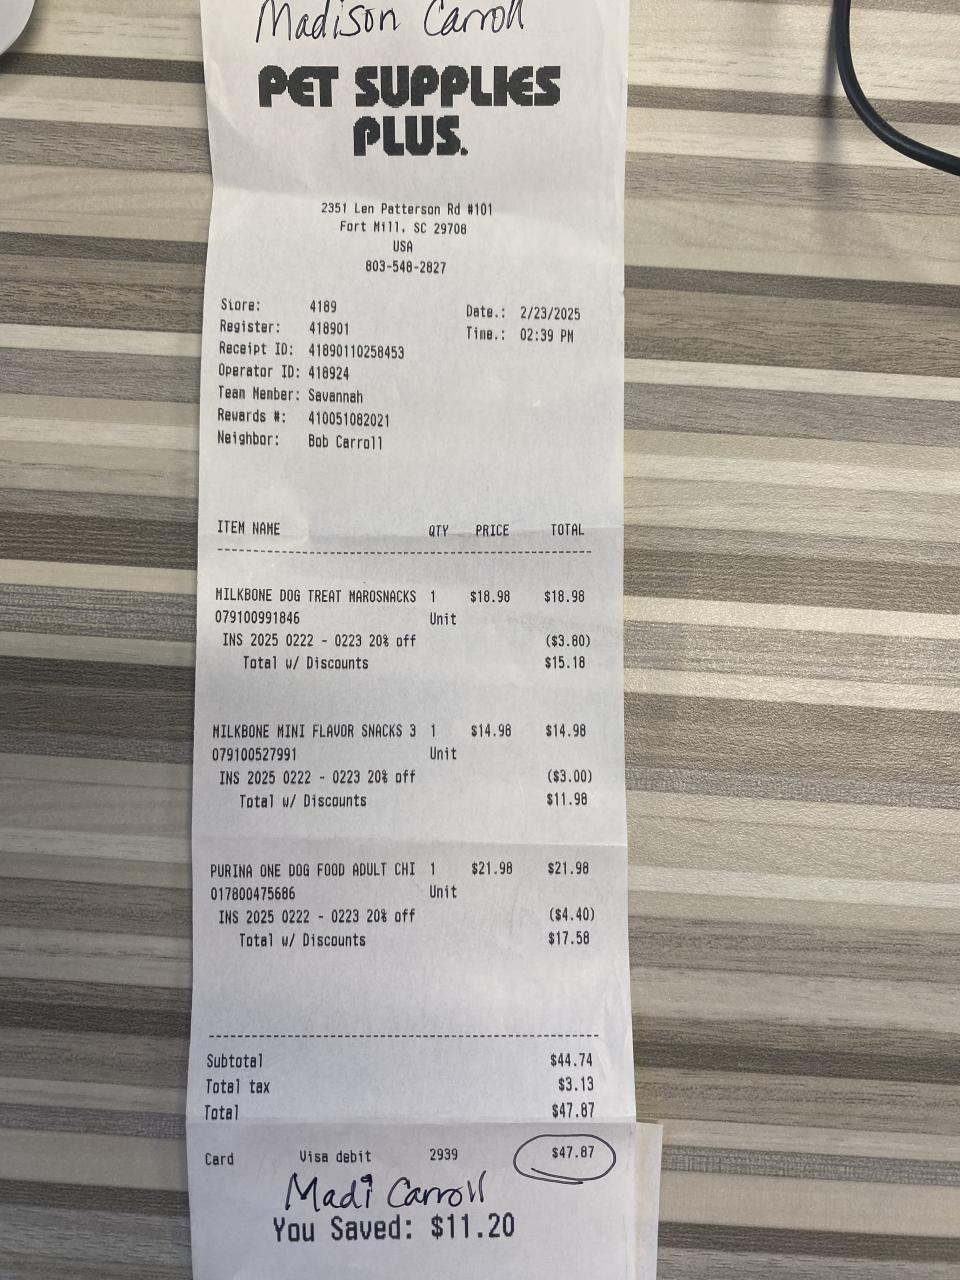 Madison Carroll
PET SUPPLIES
PLUS.
2351 Len Patterson Rd #101
Fort Mill, SC 29708
USA
803-548-2827
Store: 4189
Register: 418901
Receipt ID: 41890110258453
Operator ID: 418924
Team Member: Savannah
Rewards #: 410051082021
Neighbor: Bob Carroll
Date.: 2/23/2025
Time.: 02:39 PM
ITEM NAME QTY PRICE TOTAL
MILKBONE DOG TREAT MAROSNACKS 1 $18.98 $18.98
079100991846 Unit
INS 2025 0222 - 0223 20% off ($3.80)
Total w/ Discounts $15.18
MILKBONE MINI FLAVOR SNACKS 3 1 $14.98 $14.98
079100527991 Unit
INS 2025 0222 - 0223 20% off ($3.00)
Total w/ Discounts $11.98
PURINA ONE DOG FOOD ADULT CHI 1 $21.98 $21.98
017800475686 Unit
INS 2025 0222 - 0223 20% off ($4.40)
Total w/ Discounts $17.58
Subtotal $44.74
Total tax $3.13
Total $47.87
Card Visa debit 2939 $47.87
Madi Carroll
You Saved: $11.20